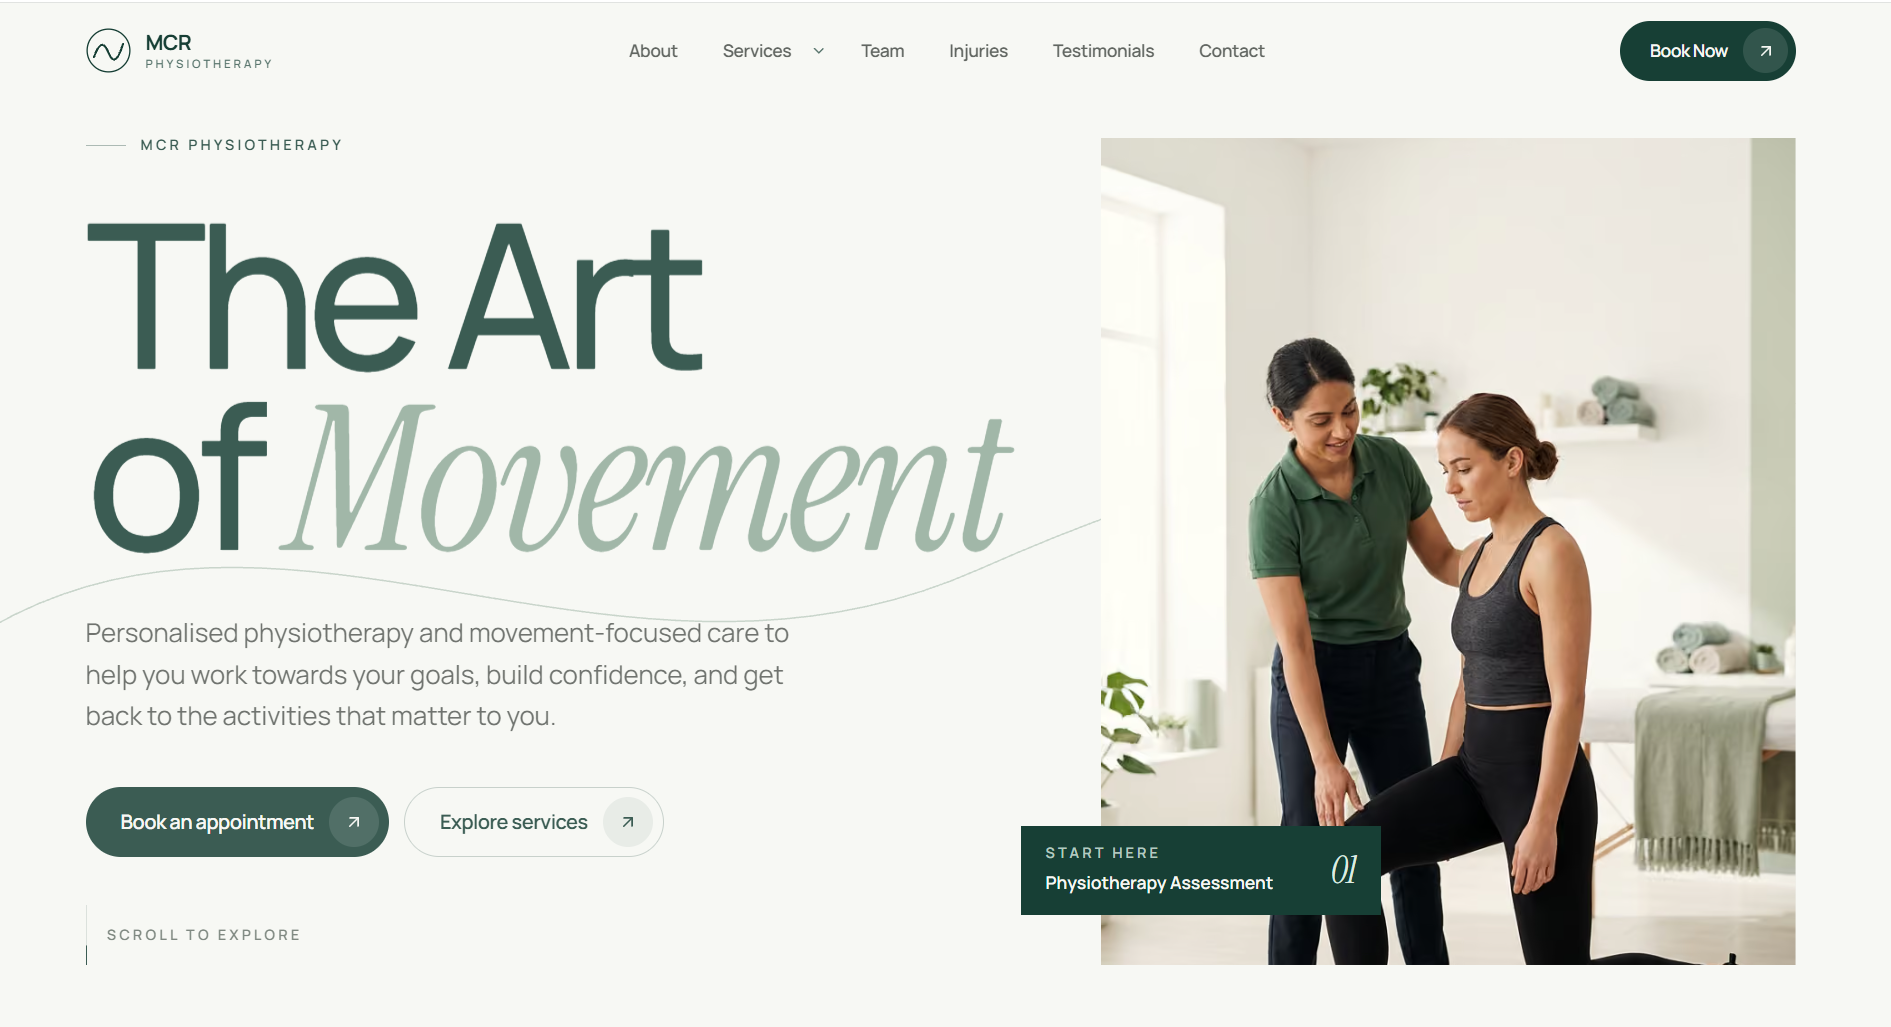 MCR
PHYSIOTHERAPY
About
Services
Team
Injuries
Testimonials
Contact
Book Now
MCR PHYSIOTHERAPY
The Art
of Movement
Personalised physiotherapy and movement-focused care to
help you work towards your goals, build confidence, and get
back to the activities that matter to you.
Book an appointment
Explore services
START HERE
Physiotherapy Assessment
01
SCROLL TO EXPLORE